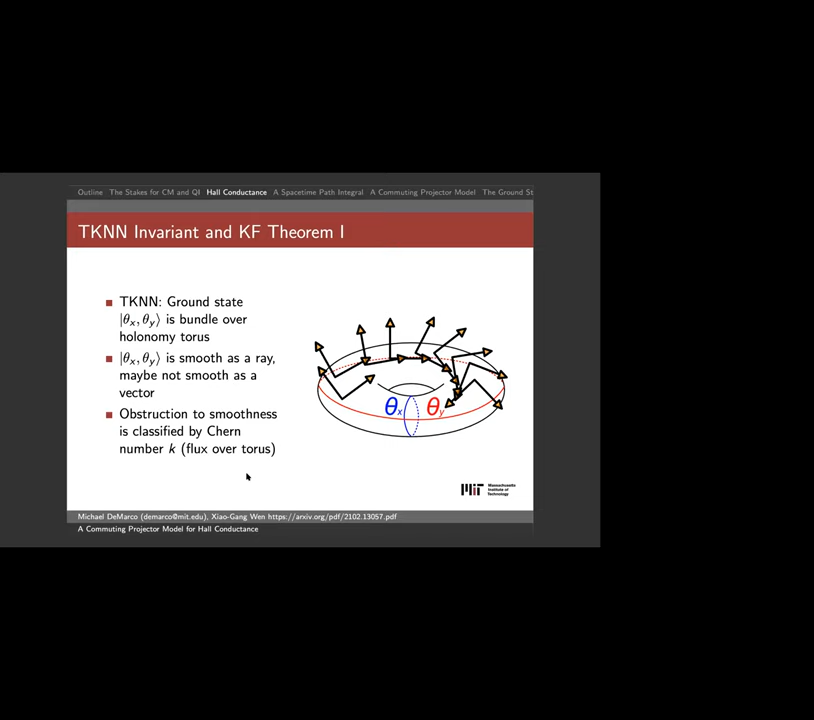 Outline The Stakes for CM and QI Hall Conductance A Spacetime Path Integral A Commuting Projector Model The Ground St
TKNN Invariant and KF Theorem I
TKNN: Ground state
|θx, θy⟩ is bundle over
holonomy torus
|θx, θy⟩ is smooth as a ray,
maybe not smooth as a
vector
Obstruction to smoothness
is classified by Chern
number k (flux over torus)
θx θy
MIT Massachusetts
Institute of
Technology
Michael DeMarco (demarco@mit.edu), Xiao-Gang Wen https://arxiv.org/pdf/2102.13057.pdf
A Commuting Projector Model for Hall Conductance